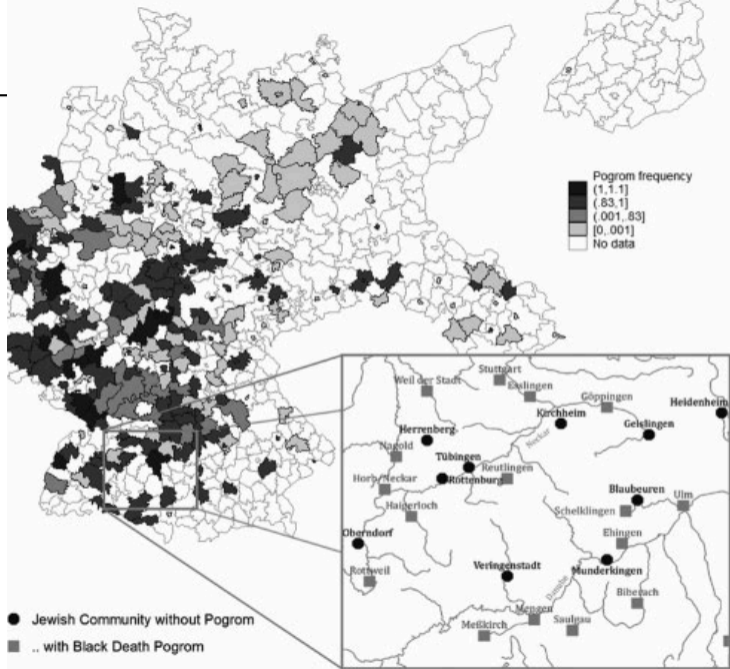 Pogrom frequency
(1,1.1]
(.83,1]
(.001,.83]
[0,.001]
No data
Stuttgart
Weil der Stadt
Esslingen
Göppingen
Heidenheim
Kirchheim
Geislingen
Herrenberg
Neckar
Nagold
Tübingen
Reutlingen
Rottenburg
Horb/Neckar
Blaubeuren
Ulm
Haigerloch
Schelklingen
Oberndorf
Ehingen
Rottweil
Veringenstadt
Munderkingen
Danube
Biberach
Mengen
Saulgau
Meßkirch
Jewish Community without Pogrom
.. with Black Death Pogrom